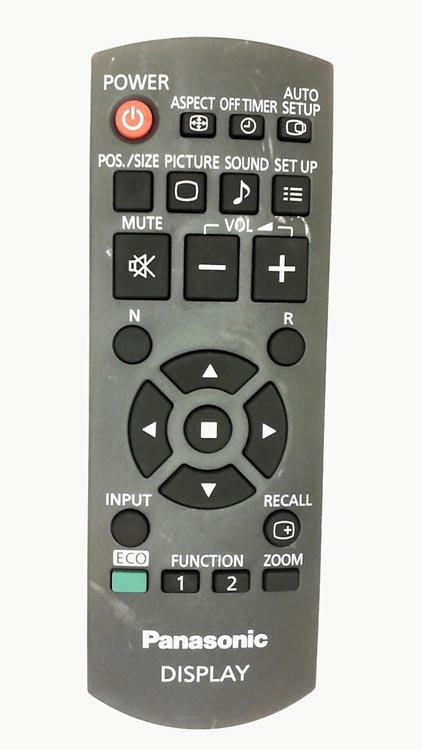 POWER
ASPECT OFF TIMER AUTO SETUP
POS./SIZE PICTURE SOUND SET UP
MUTE VOL
N R
INPUT RECALL
ECO FUNCTION ZOOM
1 2
Panasonic
DISPLAY